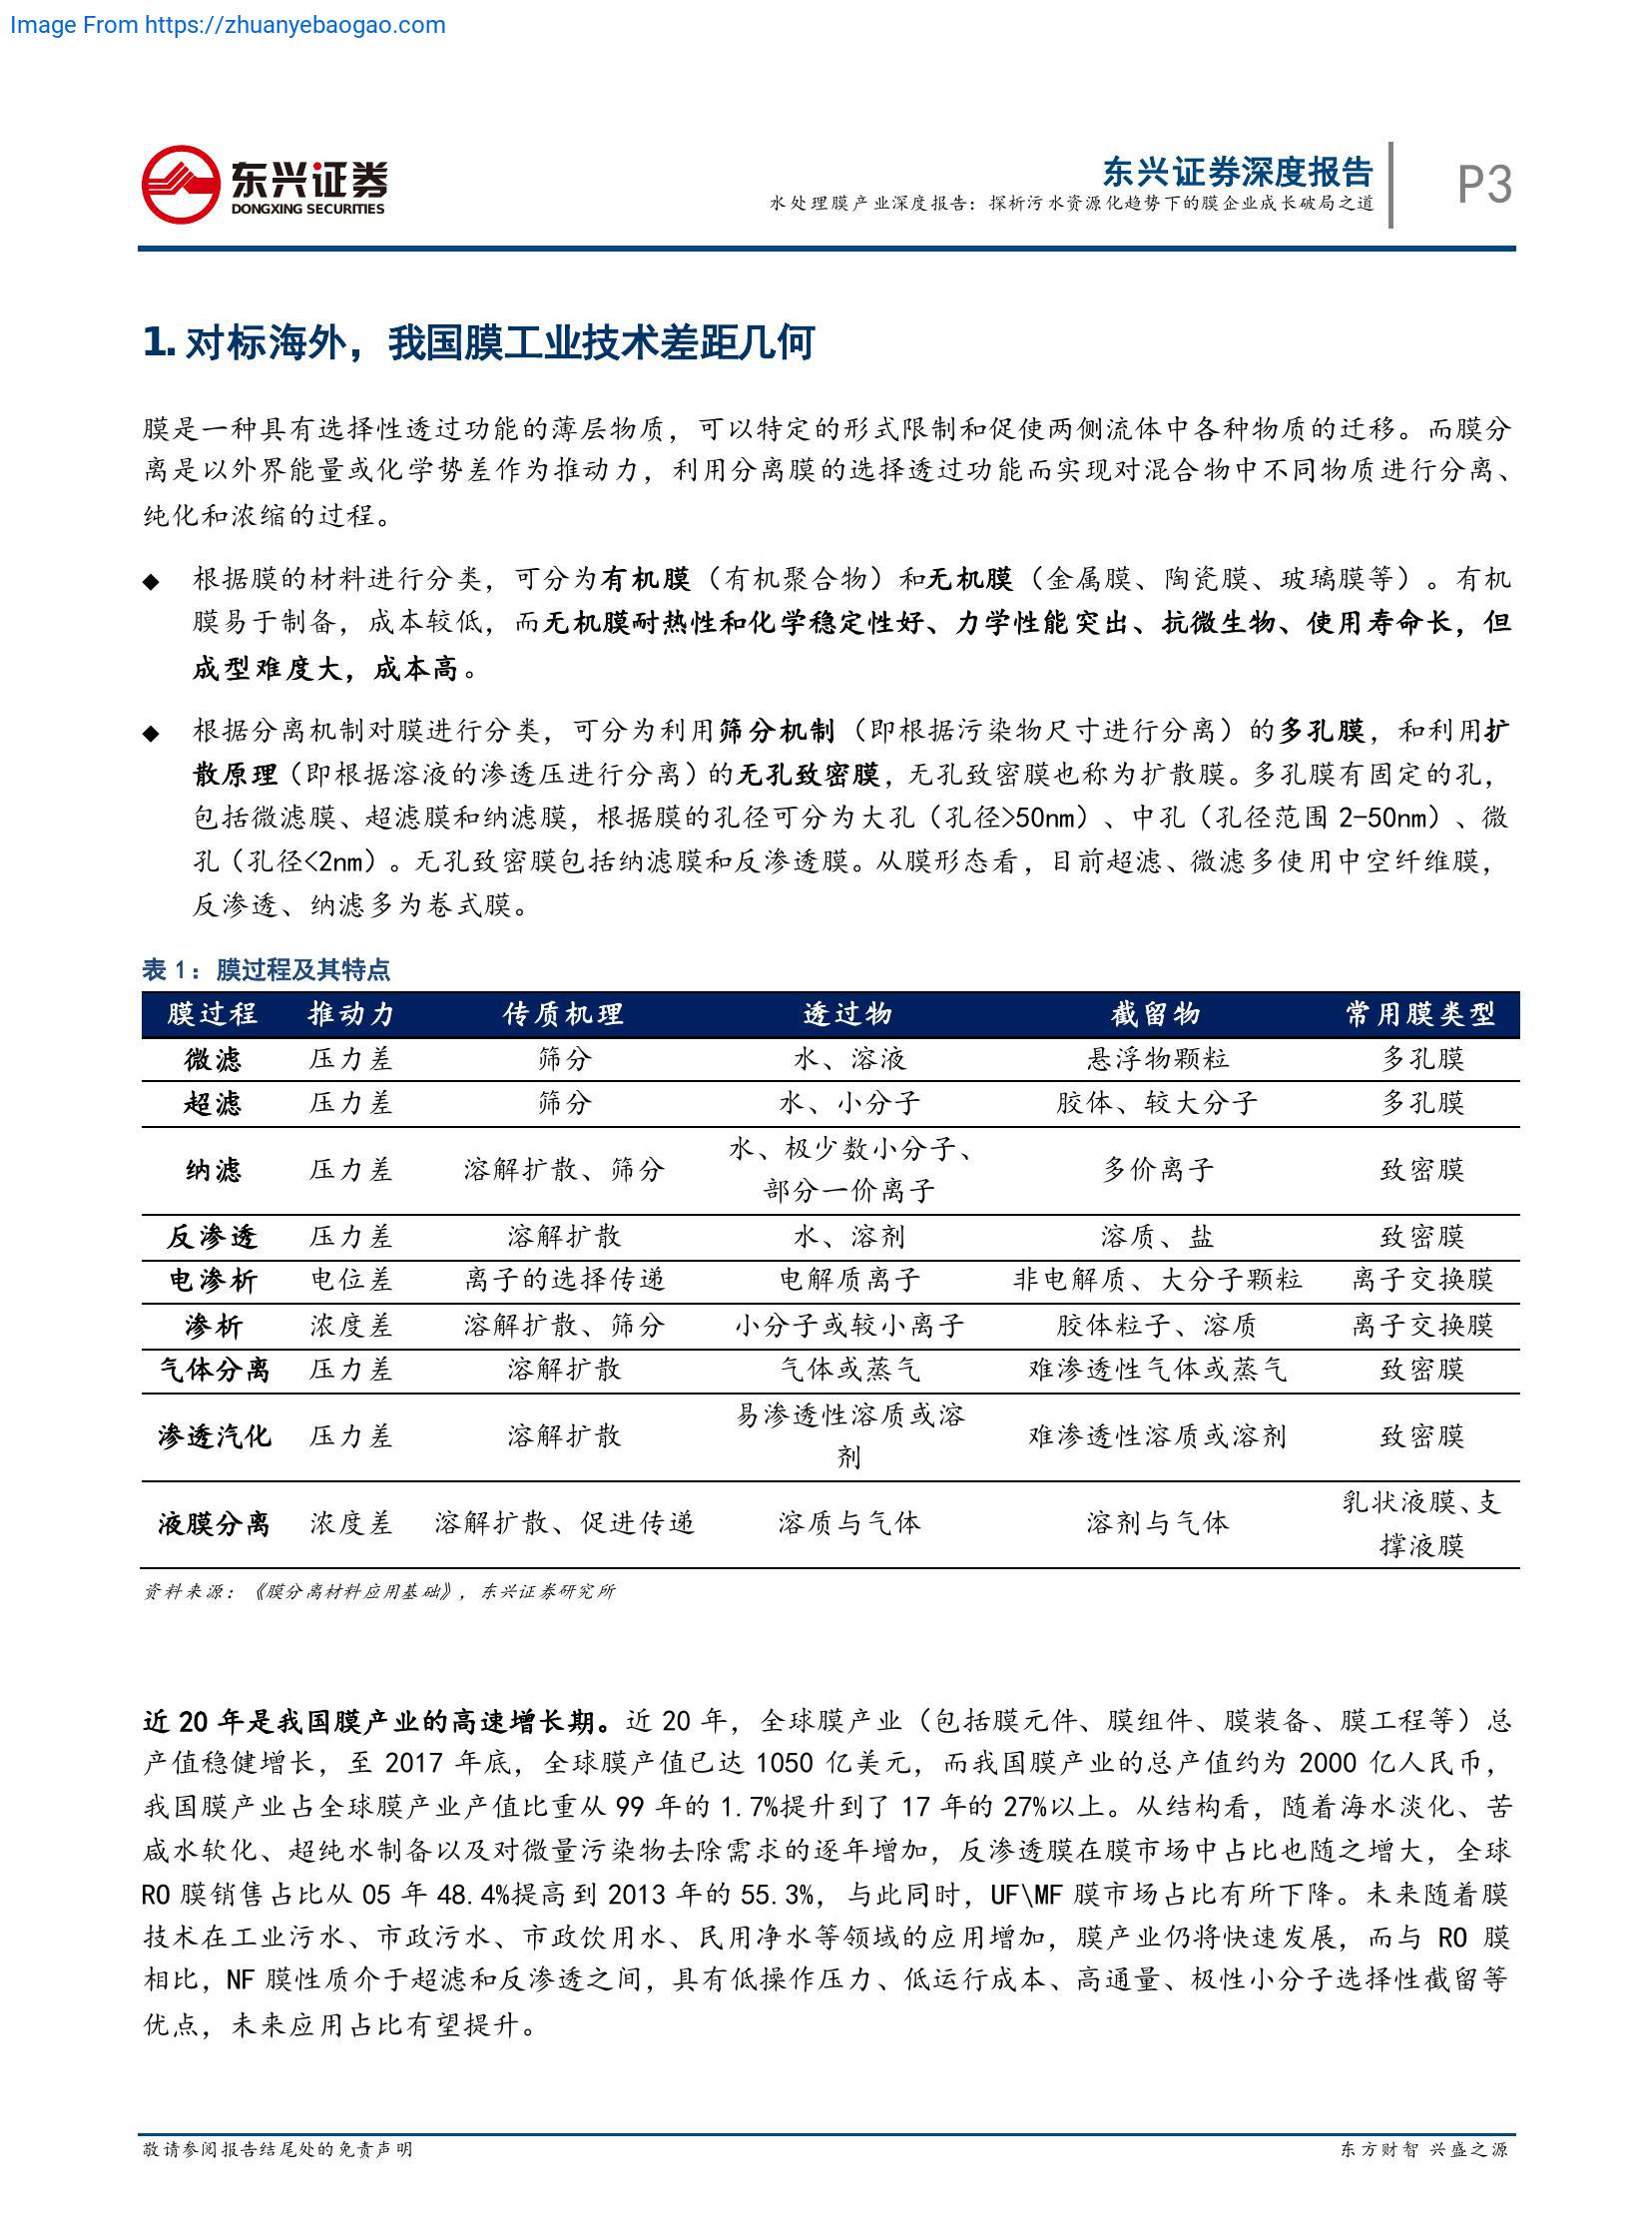 Image From https://zhuanyebaogao.com
东兴证券
DONGXING SECURITIES
东兴证券深度报告
水处理膜产业深度报告：探析污水资源化趋势下的膜企业成长破局之道
P3
1. 对标海外，我国膜工业技术差距几何
膜是一种具有选择性透过功能的薄层物质，可以特定的形式限制和促使两侧流体中各种物质的迁移。而膜分
离是以外界能量或化学势差作为推动力，利用分离膜的选择透过功能而实现对混合物中不同物质进行分离、
纯化和浓缩的过程。
◆ 根据膜的材料进行分类，可分为有机膜（有机聚合物）和无机膜（金属膜、陶瓷膜、玻璃膜等）。有机
膜易于制备，成本较低，而无机膜耐热性和化学稳定性好、力学性能突出、抗微生物、使用寿命长，但
成型难度大，成本高。
◆ 根据分离机制对膜进行分类，可分为利用筛分机制（即根据污染物尺寸进行分离）的多孔膜，和利用扩
散原理（即根据溶液的渗透压进行分离）的无孔致密膜，无孔致密膜也称为扩散膜。多孔膜有固定的孔，
包括微滤膜、超滤膜和纳滤膜，根据膜的孔径可分为大孔（孔径>50nm）、中孔（孔径范围 2-50nm）、微
孔（孔径<2nm）。无孔致密膜包括纳滤膜和反渗透膜。从膜形态看，目前超滤、微滤多使用中空纤维膜，
反渗透、纳滤多为卷式膜。
表 1：膜过程及其特点
膜过程 推动力 传质机理 透过物 截留物 常用膜类型
微滤 压力差 筛分 水、溶液 悬浮物颗粒 多孔膜
超滤 压力差 筛分 水、小分子 胶体、较大分子 多孔膜
纳滤 压力差 溶解扩散、筛分 水、极少数小分子、 多价离子 致密膜
部分一价离子
反渗透 压力差 溶解扩散 水、溶剂 溶质、盐 致密膜
电渗析 电位差 离子的选择传递 电解质离子 非电解质、大分子颗粒 离子交换膜
渗析 浓度差 溶解扩散、筛分 小分子或较小离子 胶体粒子、溶质 离子交换膜
气体分离 压力差 溶解扩散 气体或蒸气 难渗透性气体或蒸气 致密膜
渗透汽化 压力差 溶解扩散 易渗透性溶质或溶 难渗透性溶质或溶剂 致密膜
剂
液膜分离 浓度差 溶解扩散、促进传递 溶质与气体 溶剂与气体 乳状液膜、支
撑液膜
资料来源：《膜分离材料应用基础》，东兴证券研究所
近 20 年是我国膜产业的高速增长期。近 20 年，全球膜产业（包括膜元件、膜组件、膜装备、膜工程等）总
产值稳健增长，至 2017 年底，全球膜产值已达 1050 亿美元，而我国膜产业的总产值约为 2000 亿人民币，
我国膜产业占全球膜产业产值比重从 99 年的 1.7%提升到了 17 年的 27%以上。从结构看，随着海水淡化、苦
咸水软化、超纯水制备以及对微量污染物去除需求的逐年增加，反渗透膜在膜市场中占比也随之增大，全球
RO 膜销售占比从 05 年 48.4%提高到 2013 年的 55.3%，与此同时，UF\MF 膜市场占比有所下降。未来随着膜
技术在工业污水、市政污水、市政饮用水、民用净水等领域的应用增加，膜产业仍将快速发展，而与 RO 膜
相比，NF 膜性质介于超滤和反渗透之间，具有低操作压力、低运行成本、高通量、极性小分子选择性截留等
优点，未来应用占比有望提升。
敬请参阅报告结尾处的免责声明
东方财智 兴盛之源